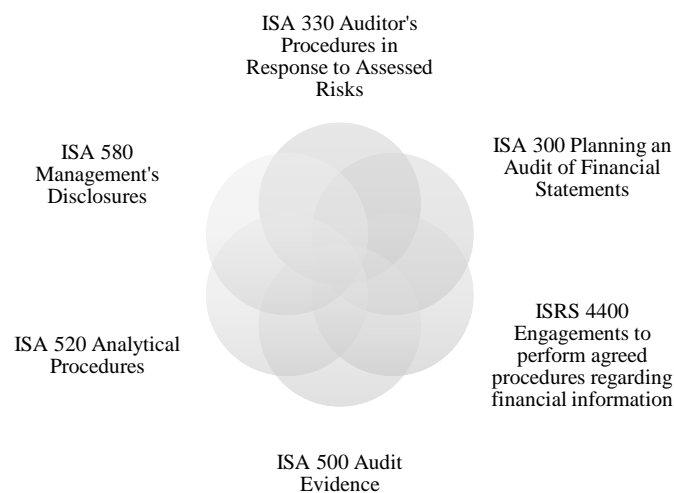 ISA 330 Auditor's
Procedures in
Response to Assessed
Risks
ISA 300 Planning an
Audit of Financial
Statements
ISRS 4400
Engagements to
perform agreed
procedures regarding
financial information
ISA 500 Audit
Evidence
ISA 520 Analytical
Procedures
ISA 580
Management's
Disclosures